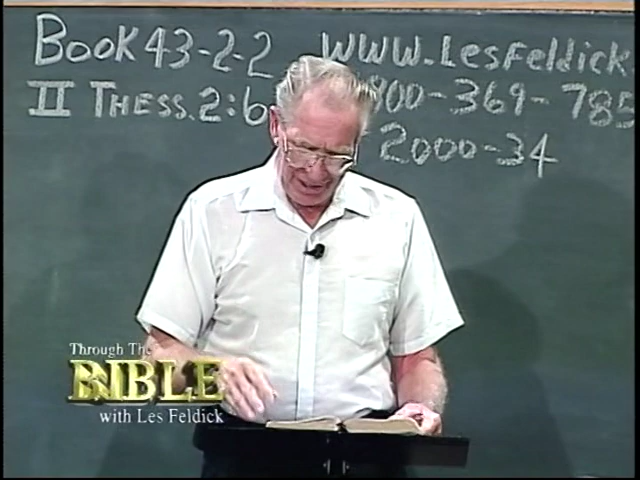 BOOK 43-2-2
WWW.LESFELDICK
II THESS. 2:6
800-369-785
2000-34
Through The
BIBLE
with Les Feldick